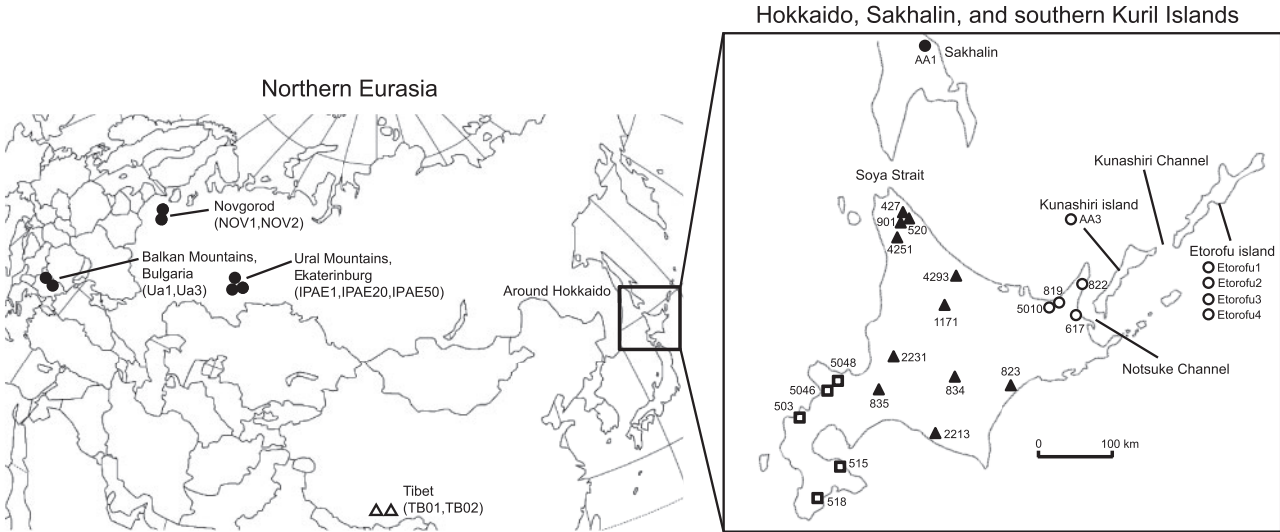 Hokkaido, Sakhalin, and southern Kuril Islands
Northern Eurasia
Novgorod
(NOV1,NOV2)
Balkan Mountains,
Bulgaria
(Ua1,Ua3)
Ural Mountains,
Ekaterinburg
(IPAE1,IPAE20,IPAE50)
Around Hokkaido
Tibet
(TB01,TB02)
AA1
Sakhalin
Soya Strait
Kunashiri Channel
Kunashiri island
AA3
Etorofu island
Etorofu1
Etorofu2
Etorofu3
Etorofu4
427
901
520
4251
4293
1171
819
822
5010
617
Notsuke Channel
2231
5048
5046
503
835
834
823
2213
515
518
0
100 km